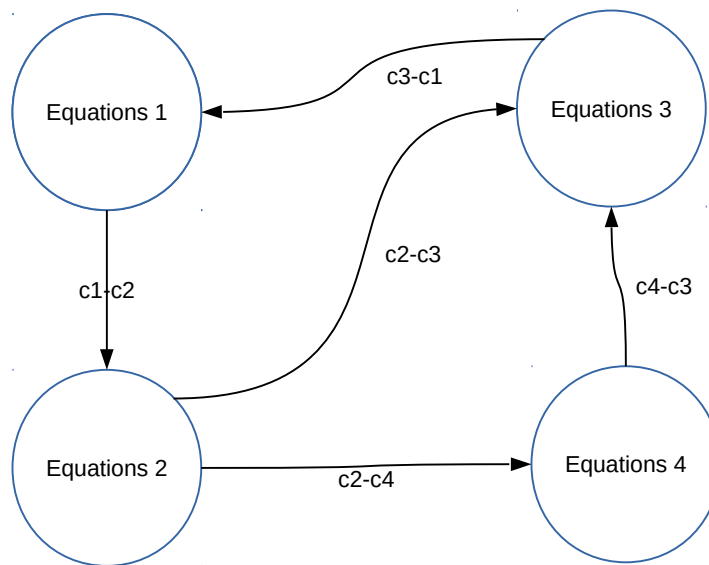 Equations 1
c3-c1
Equations 3
c2-c3
c1-c2
c4-c3
Equations 2
c2-c4
Equations 4